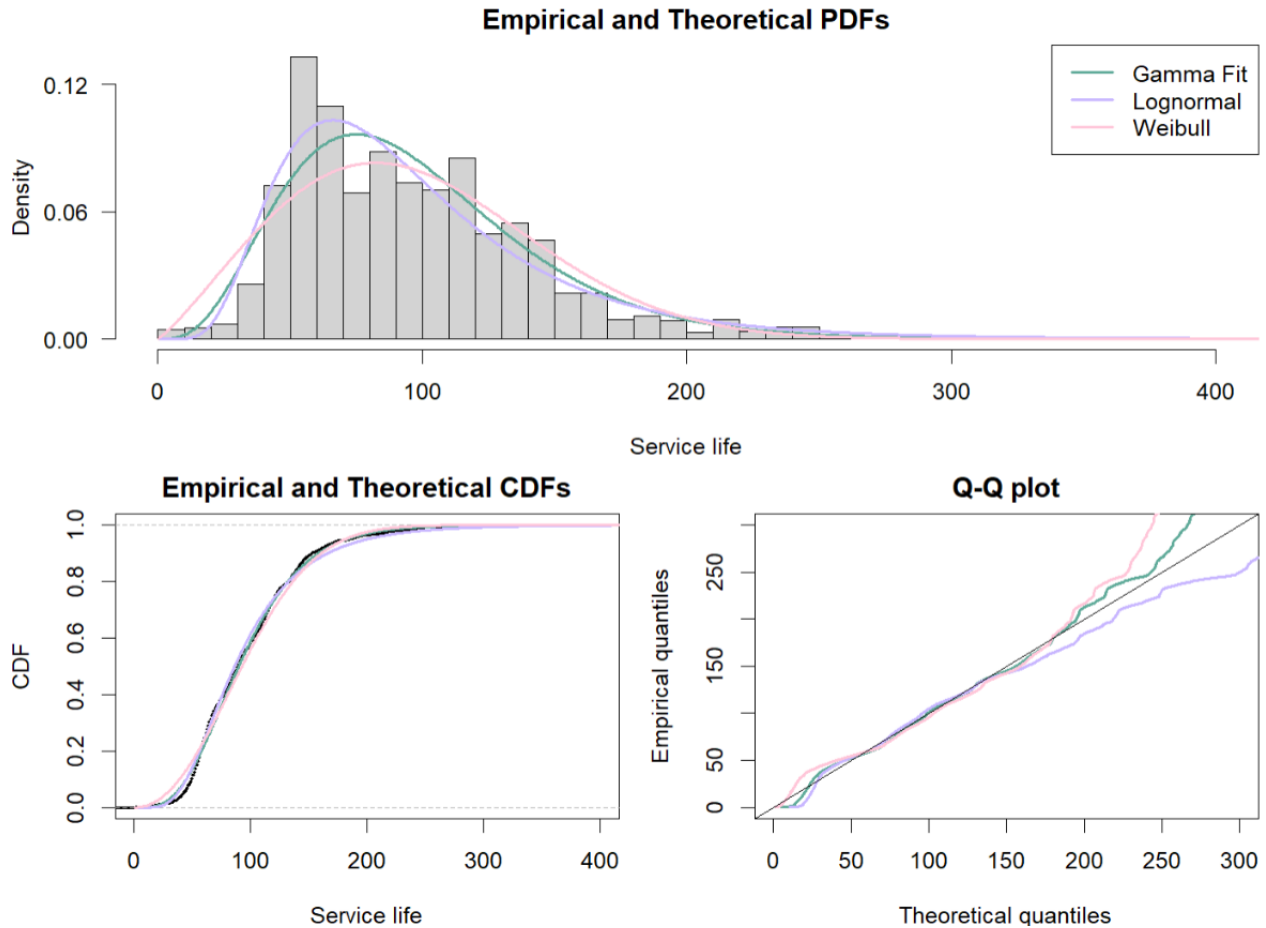 Empirical and Theoretical PDFs
Gamma Fit
Lognormal
Weibull
0.12
0.06
0.00
Density
0 100 200 300 400
Service life
Empirical and Theoretical CDFs
1.0
0.8
0.6
0.4
0.2
0.0
CDF
0 100 200 300 400
Service life
Q-Q plot
250
150
50
0
Empirical quantiles
0 50 100 150 200 250 300
Theoretical quantiles